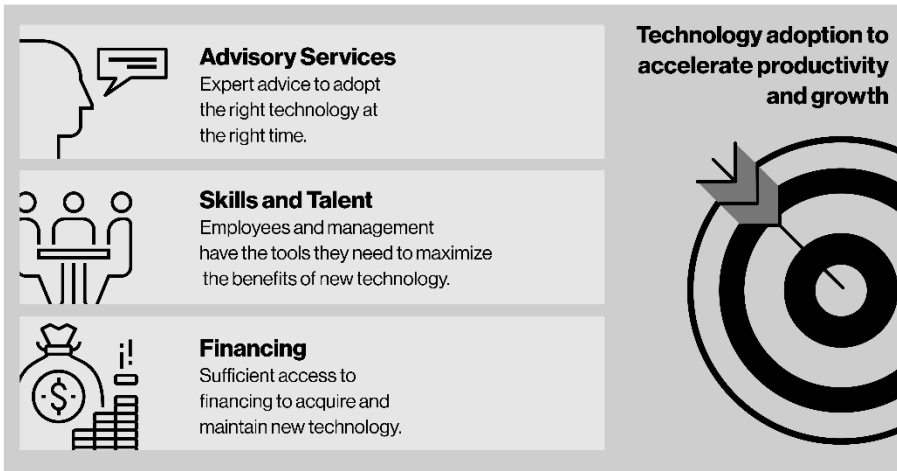 Advisory Services
Expert advice to adopt
the right technology at
the right time.
Skills and Talent
Employees and management
have the tools they need to maximize
the benefits of new technology.
Financing
Sufficient access to
financing to acquire and
maintain new technology.
Technology adoption to
accelerate productivity
and growth
$